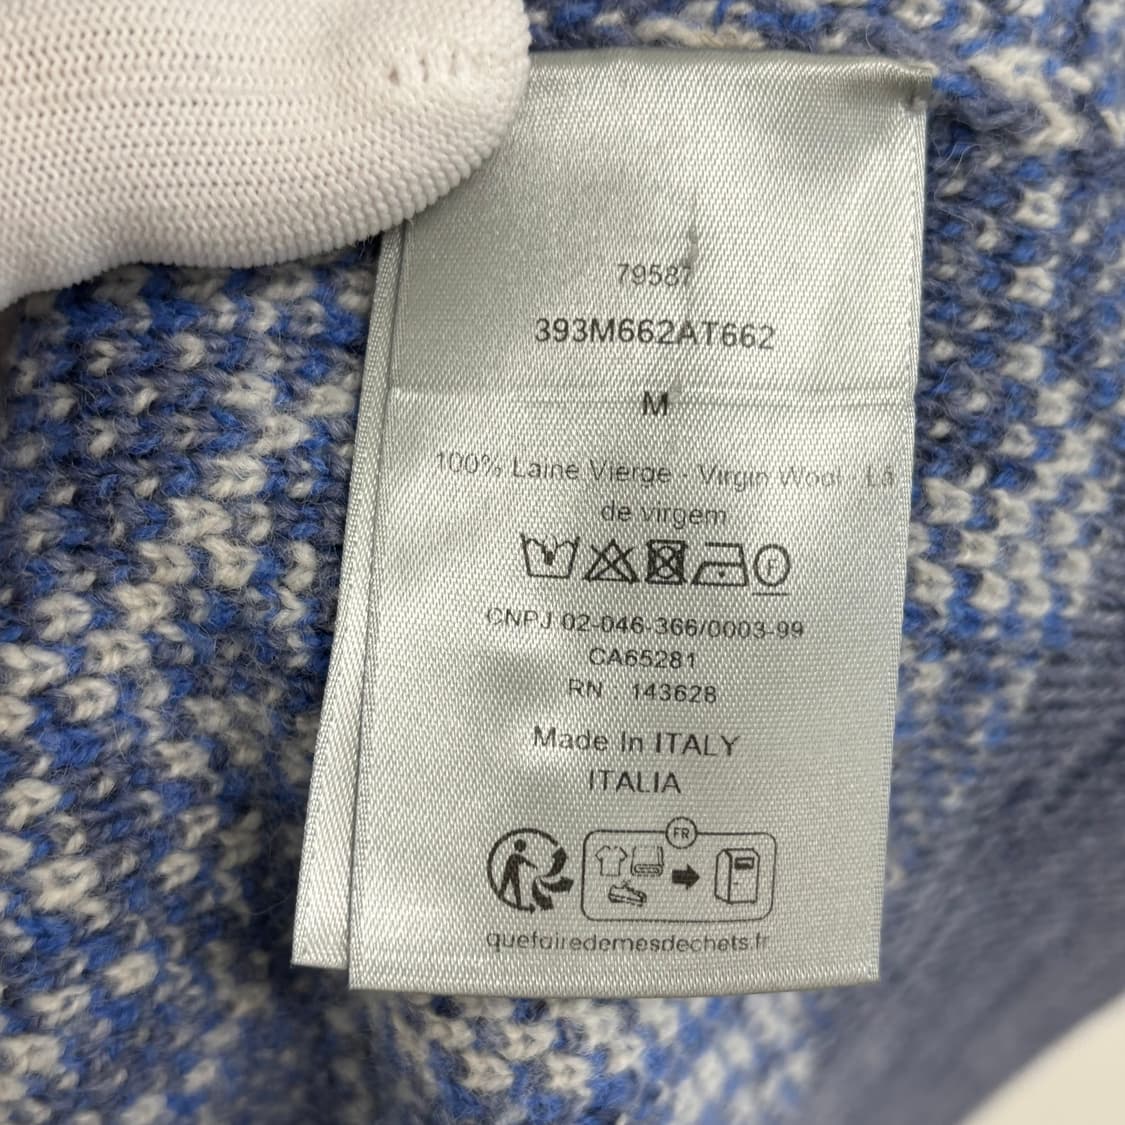 79587
393M662AT662
M
100% Laine Vierge - Virgin Wool - Lã
de virgem
F
CNPJ 02-046-366/0003-99
CA65281
RN 143628
Made In ITALY
ITALIA
FR
quefairedemesdechets.fr